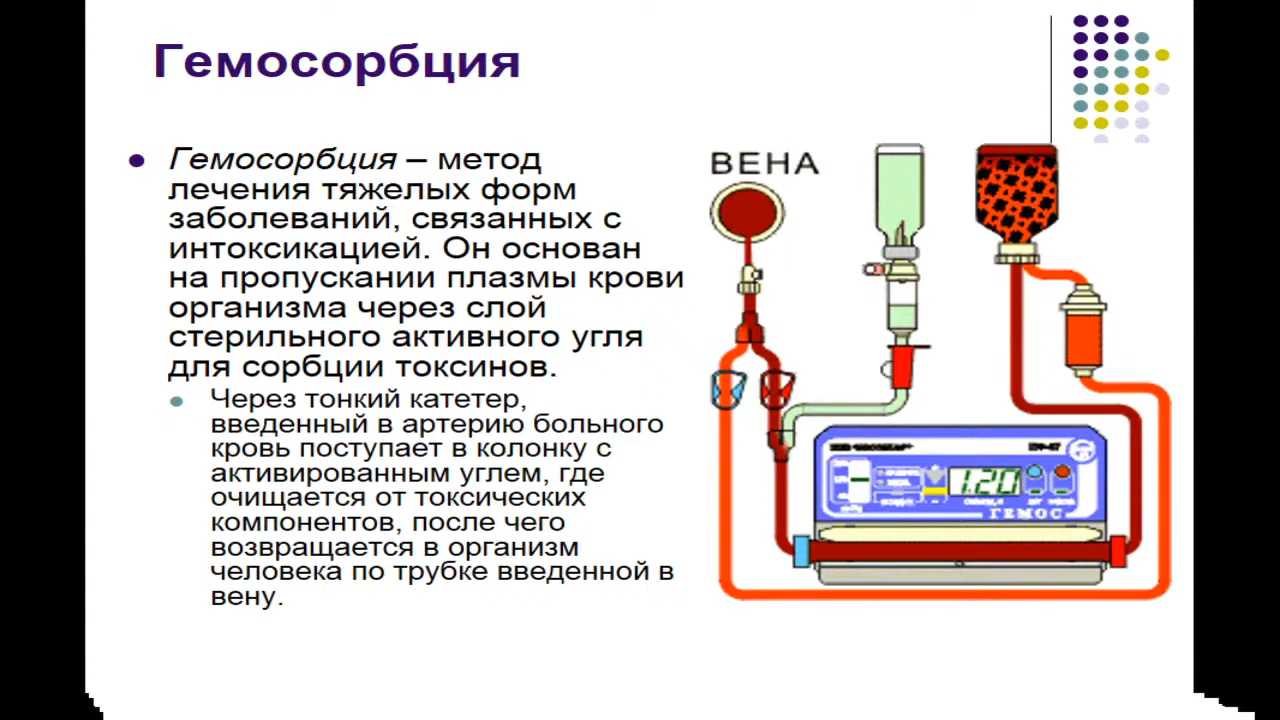 Гемосорбция
Гемосорбция – метод
лечения тяжелых форм
заболеваний, связанных с
интоксикацией. Он основан
на пропускании плазмы крови
организма через слой
стерильного активного угля
для сорбции токсинов.
Через тонкий катетер,
введенный в артерию больного
кровь поступает в колонку с
активированным углем, где
очищается от токсических
компонентов, после чего
возвращается в организм
человека по трубке введенной в
вену.
ВЕНА
1.20
ГЕМОС